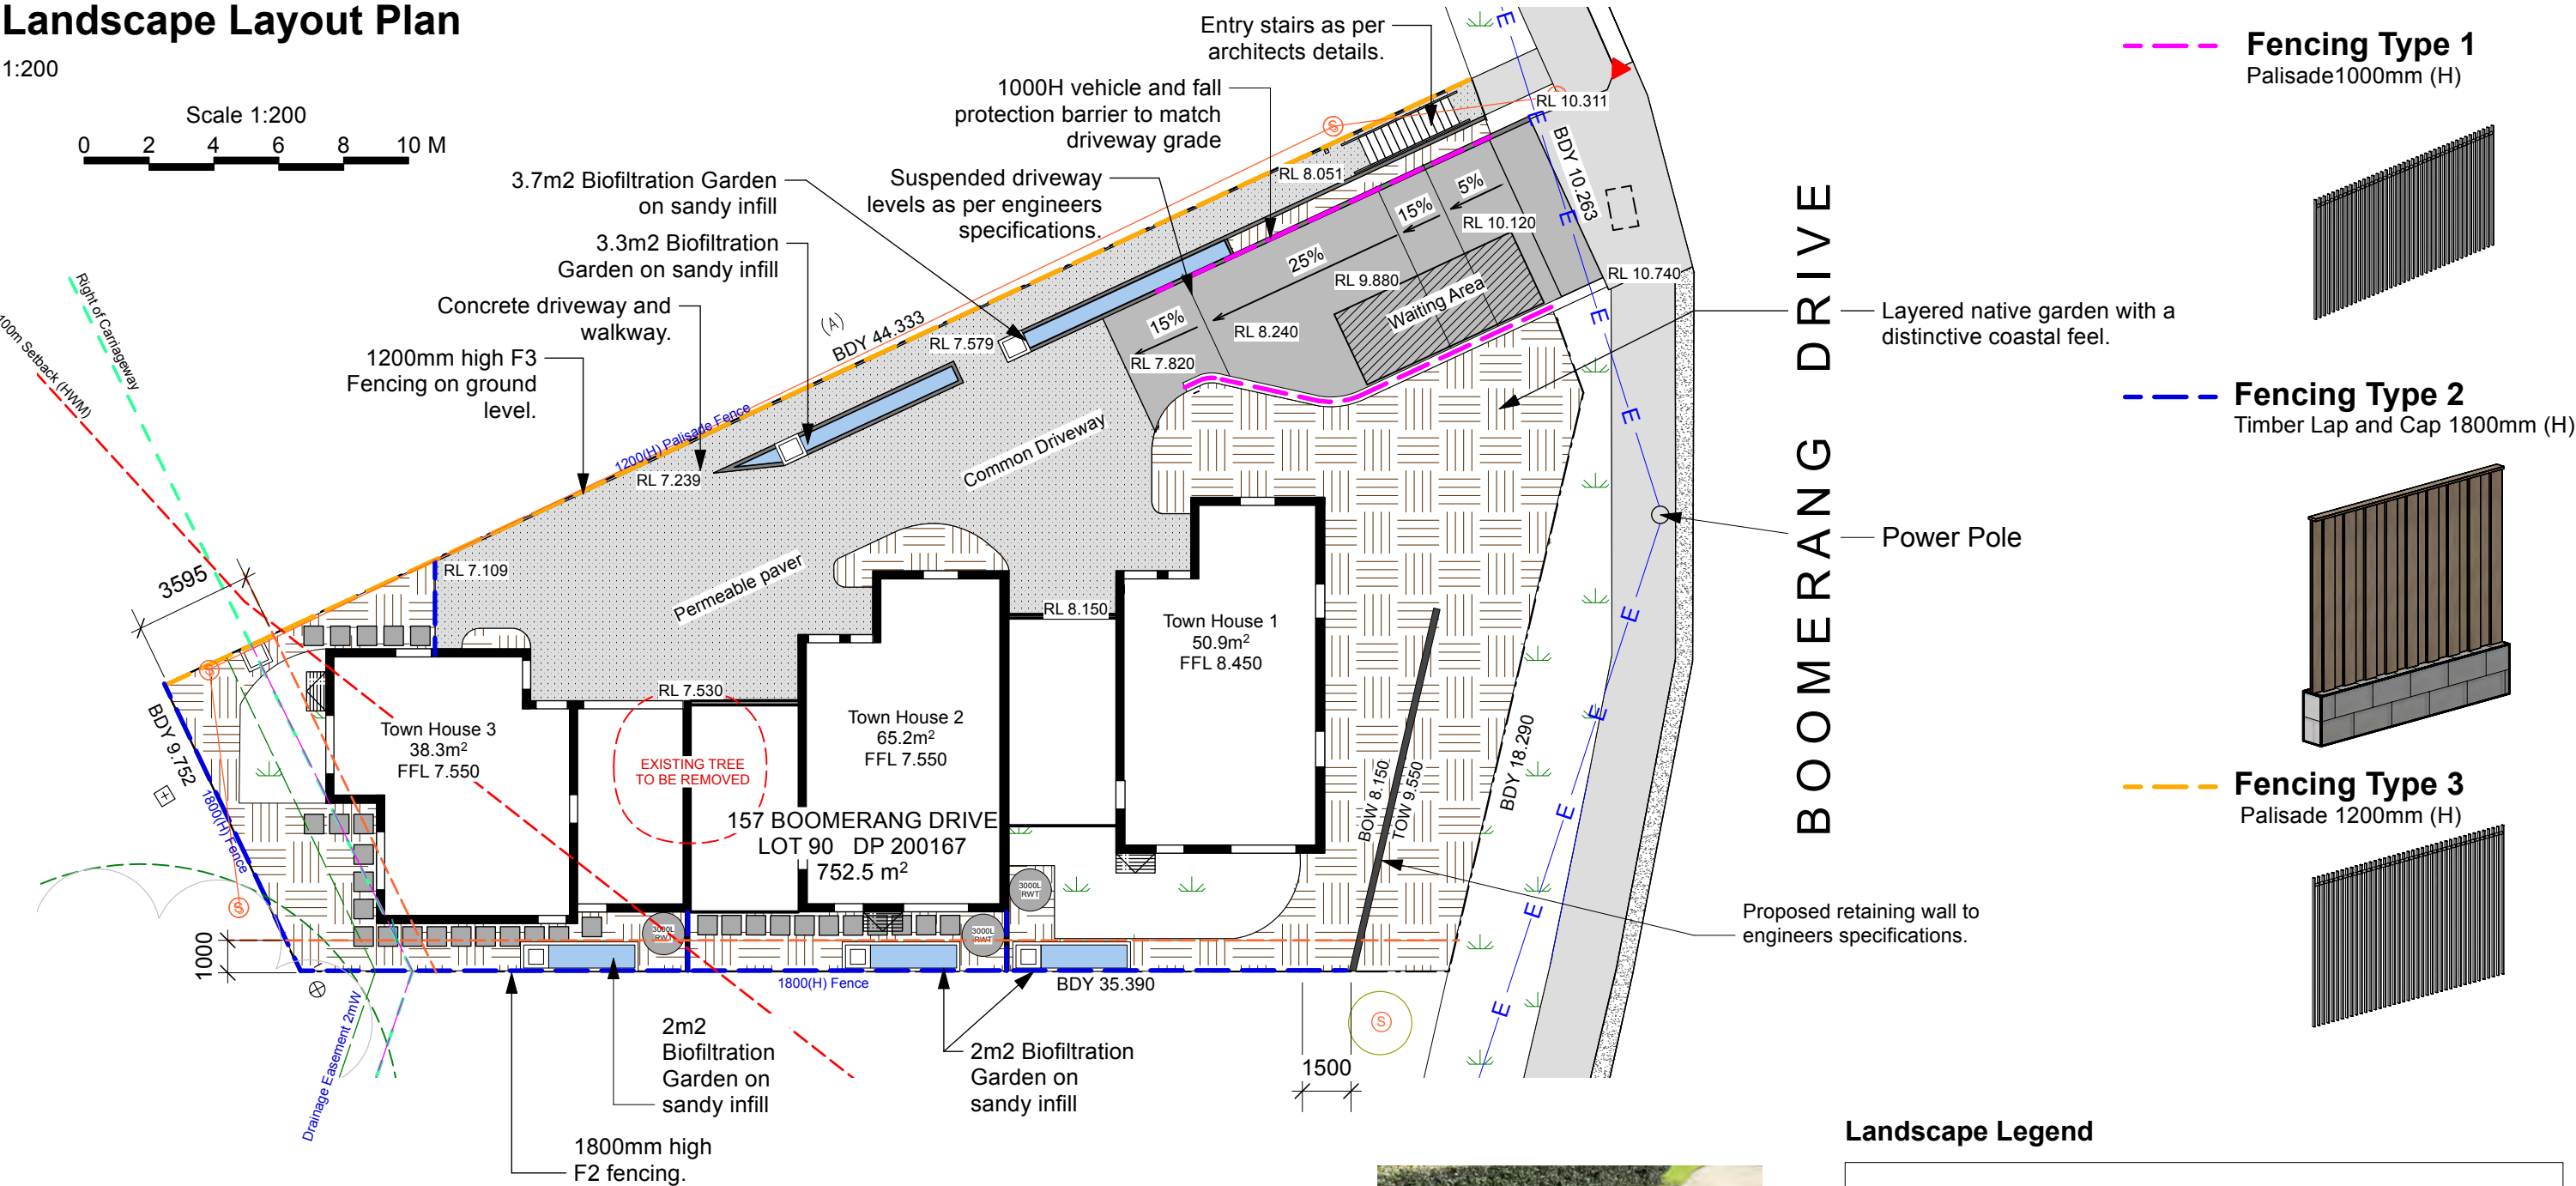 Landscape Layout Plan
1:200
Scale 1:200
0 2 4 6 8 10 M
Entry stairs as per
architects details.
1000H vehicle and fall
protection barrier to match
driveway grade
3.7m2 Biofiltration Garden
on sandy infill
Suspended driveway
levels as per engineers
specifications.
3.3m2 Biofiltration
Garden on sandy infill
Concrete driveway and
walkway.
1200mm high F3
Fencing on ground
level.
Right of Carriageway
100m Setback (HWM)
(A)
BDY 44.333
1200(H) Palisade Fence
RL 10.311
BDY 10.263
RL 8.051
5%
15%
RL 10.120
25%
RL 9.880
RL 10.740
Waiting Area
15%
RL 8.240
RL 7.579
RL 7.820
RL 7.239
Common Driveway
RL 7.109
Permeable paver
RL 8.150
RL 7.530
3595
BDY 9.752
1800(H) Fence
Town House 1
50.9m2
FFL 8.450
Town House 2
65.2m2
FFL 7.550
Town House 3
38.3m2
FFL 7.550
EXISTING TREE
TO BE REMOVED
157 BOOMERANG DRIVE
LOT 90 DP 200167
752.5 m2
3000L
RWT
3000L
RWT
3000L
RWT
BOW 8.150
TOW 9.550
BDY 18.290
1000
Drainage Easement 2mW
1800(H) Fence
BDY 35.390
1500
S
S
S
S
S
E
E
E
E
E
E
E
E
E
E
2m2
Biofiltration
Garden on
sandy infill
2m2 Biofiltration
Garden on
sandy infill
1800mm high
F2 fencing.
BOOMERANG DRIVE
Layered native garden with a
distinctive coastal feel.
Power Pole
Proposed retaining wall to
engineers specifications.
Fencing Type 1
Palisade1000mm (H)
Fencing Type 2
Timber Lap and Cap 1800mm (H)
Fencing Type 3
Palisade 1200mm (H)
Landscape Legend